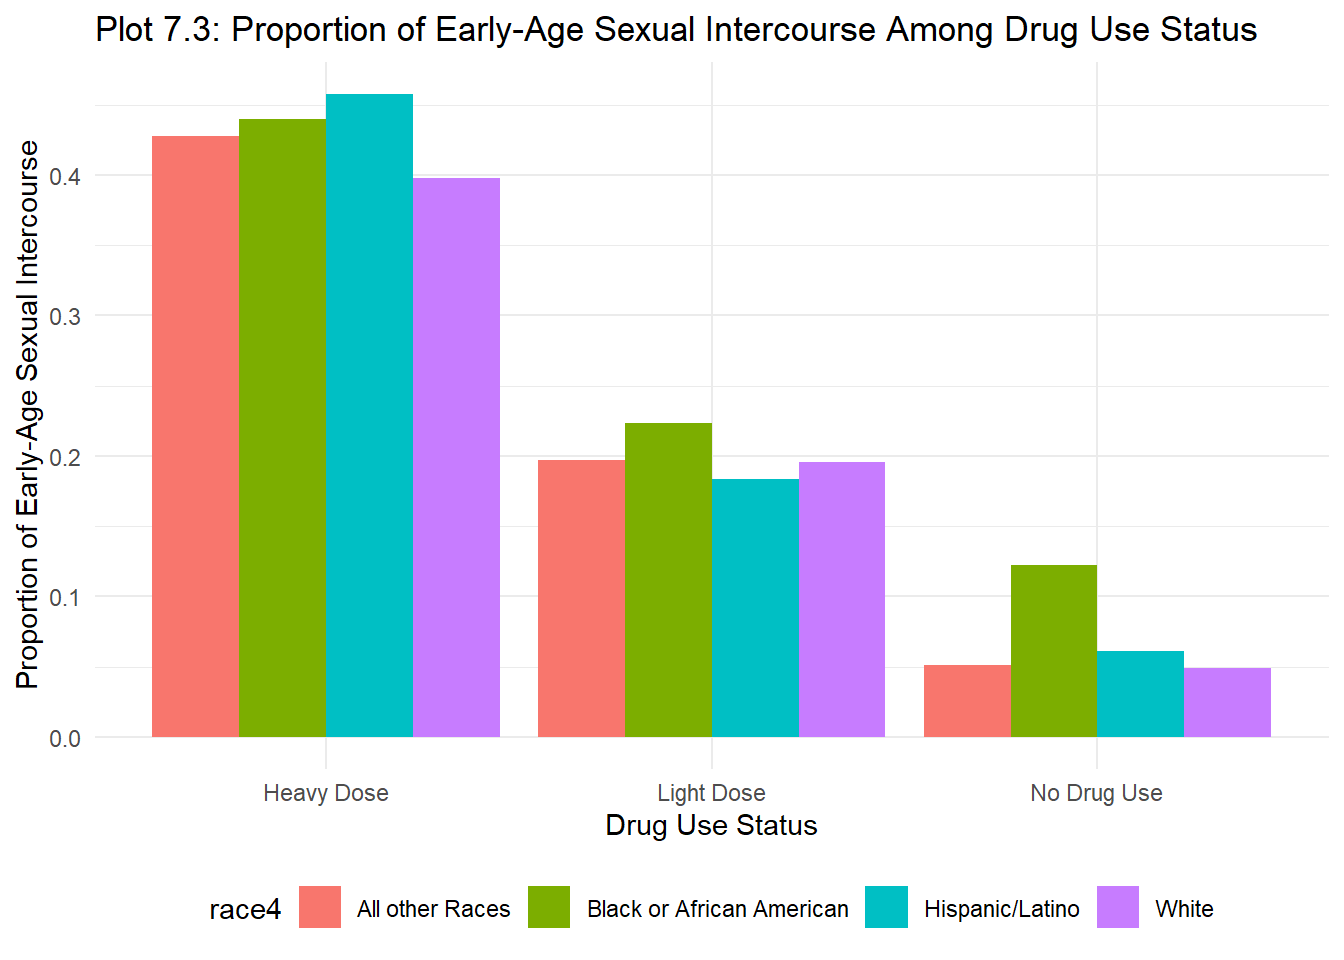 Plot 7.3: Proportion of Early-Age Sexual Intercourse Among Drug Use Status
Proportion of Early-Age Sexual Intercourse
0.4
0.3
0.2
0.1
0.0
Heavy Dose Light Dose No Drug Use
Drug Use Status
race4 All other Races Black or African American Hispanic/Latino White